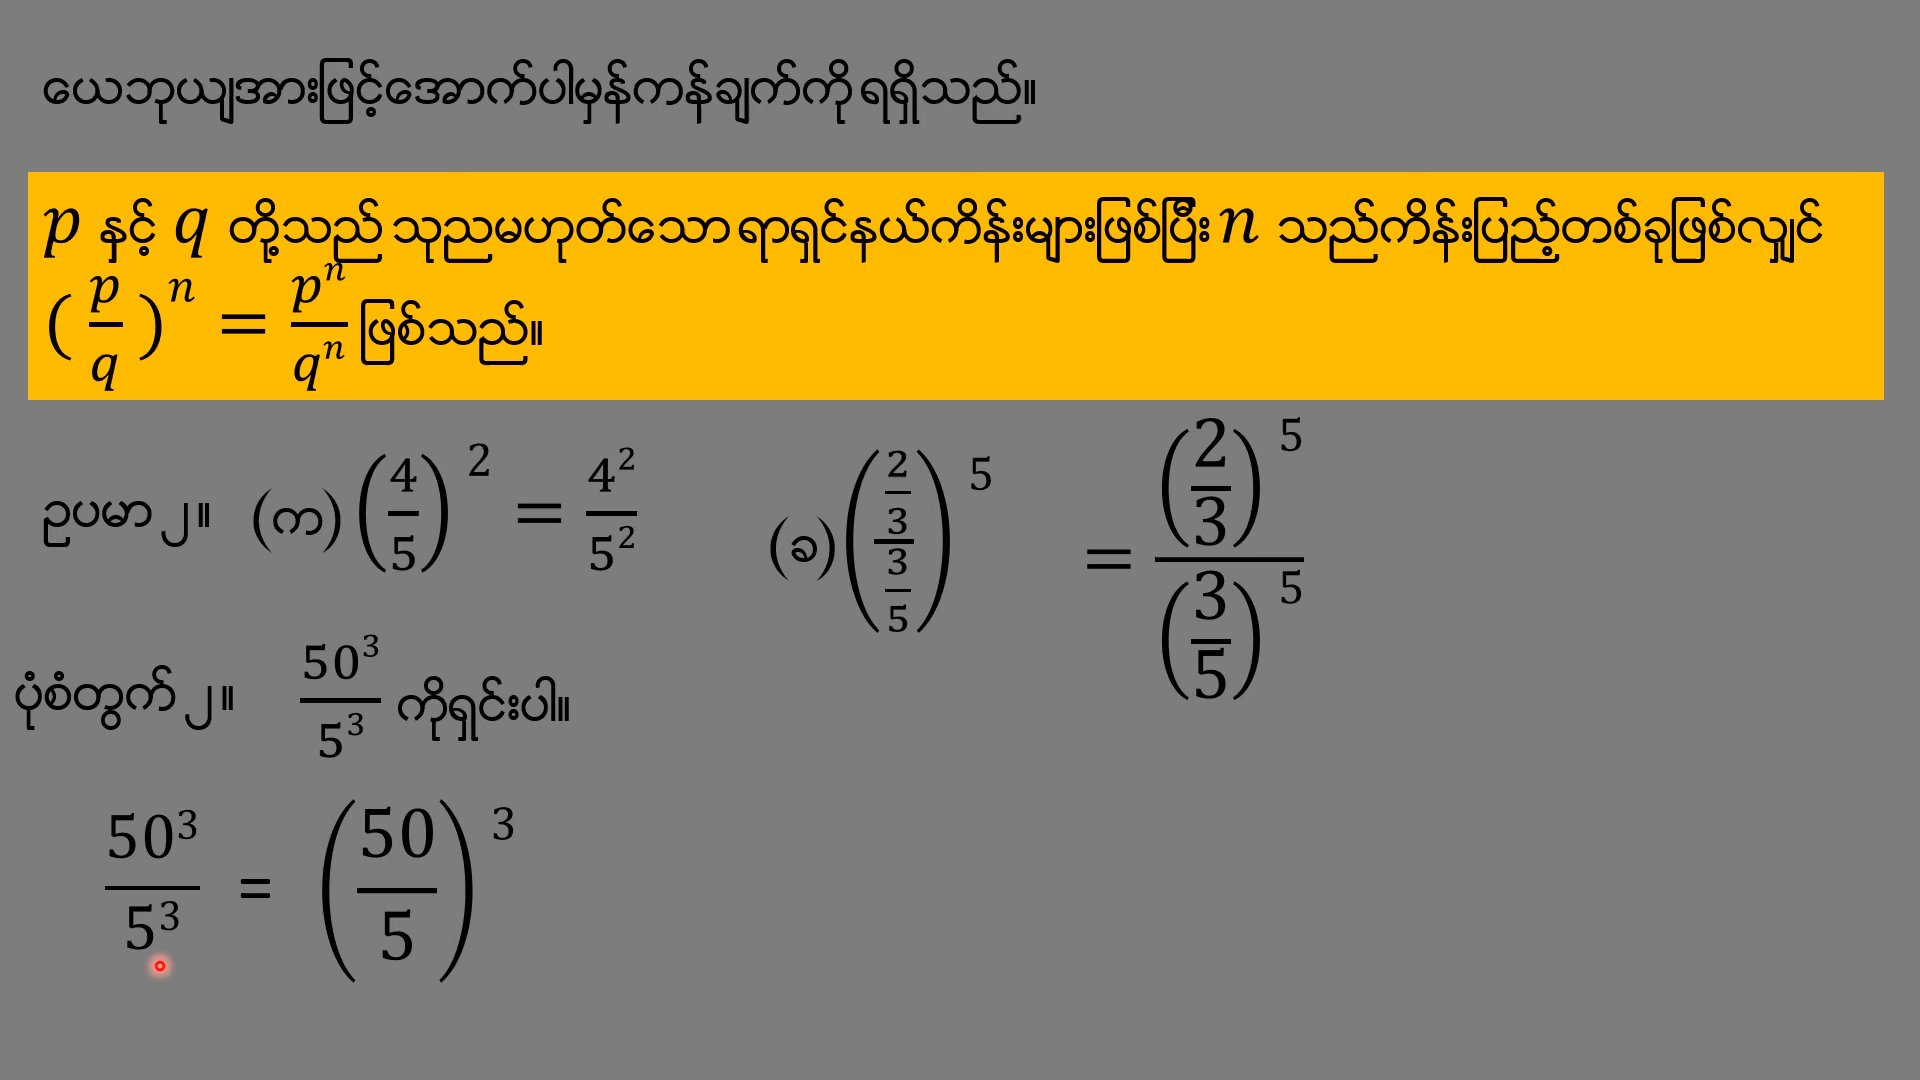 ယေဘုယျအားဖြင့်အောက်ပါမှန်ကန်ချက်ကို ရရှိသည်။
p နှင့် q တို့သည် သုညမဟုတ်သော ရာရှင်နယ်ကိန်းများဖြစ်ပြီး n သည်ကိန်းပြည့်တစ်ခုဖြစ်လျှင်
(p/q)^n = p^n/q^n ဖြစ်သည်။
ဥပမာ ၂။ (က) (4/5)^2 = 4^2/5^2 (ခ) ((2/3)/(3/5))^5 = (2/3)^5/(3/5)^5
ပုံစံတွက် ၂။ 50^3/5^3 ကိုရှင်းပါ။
50^3/5^3 = (50/5)^3